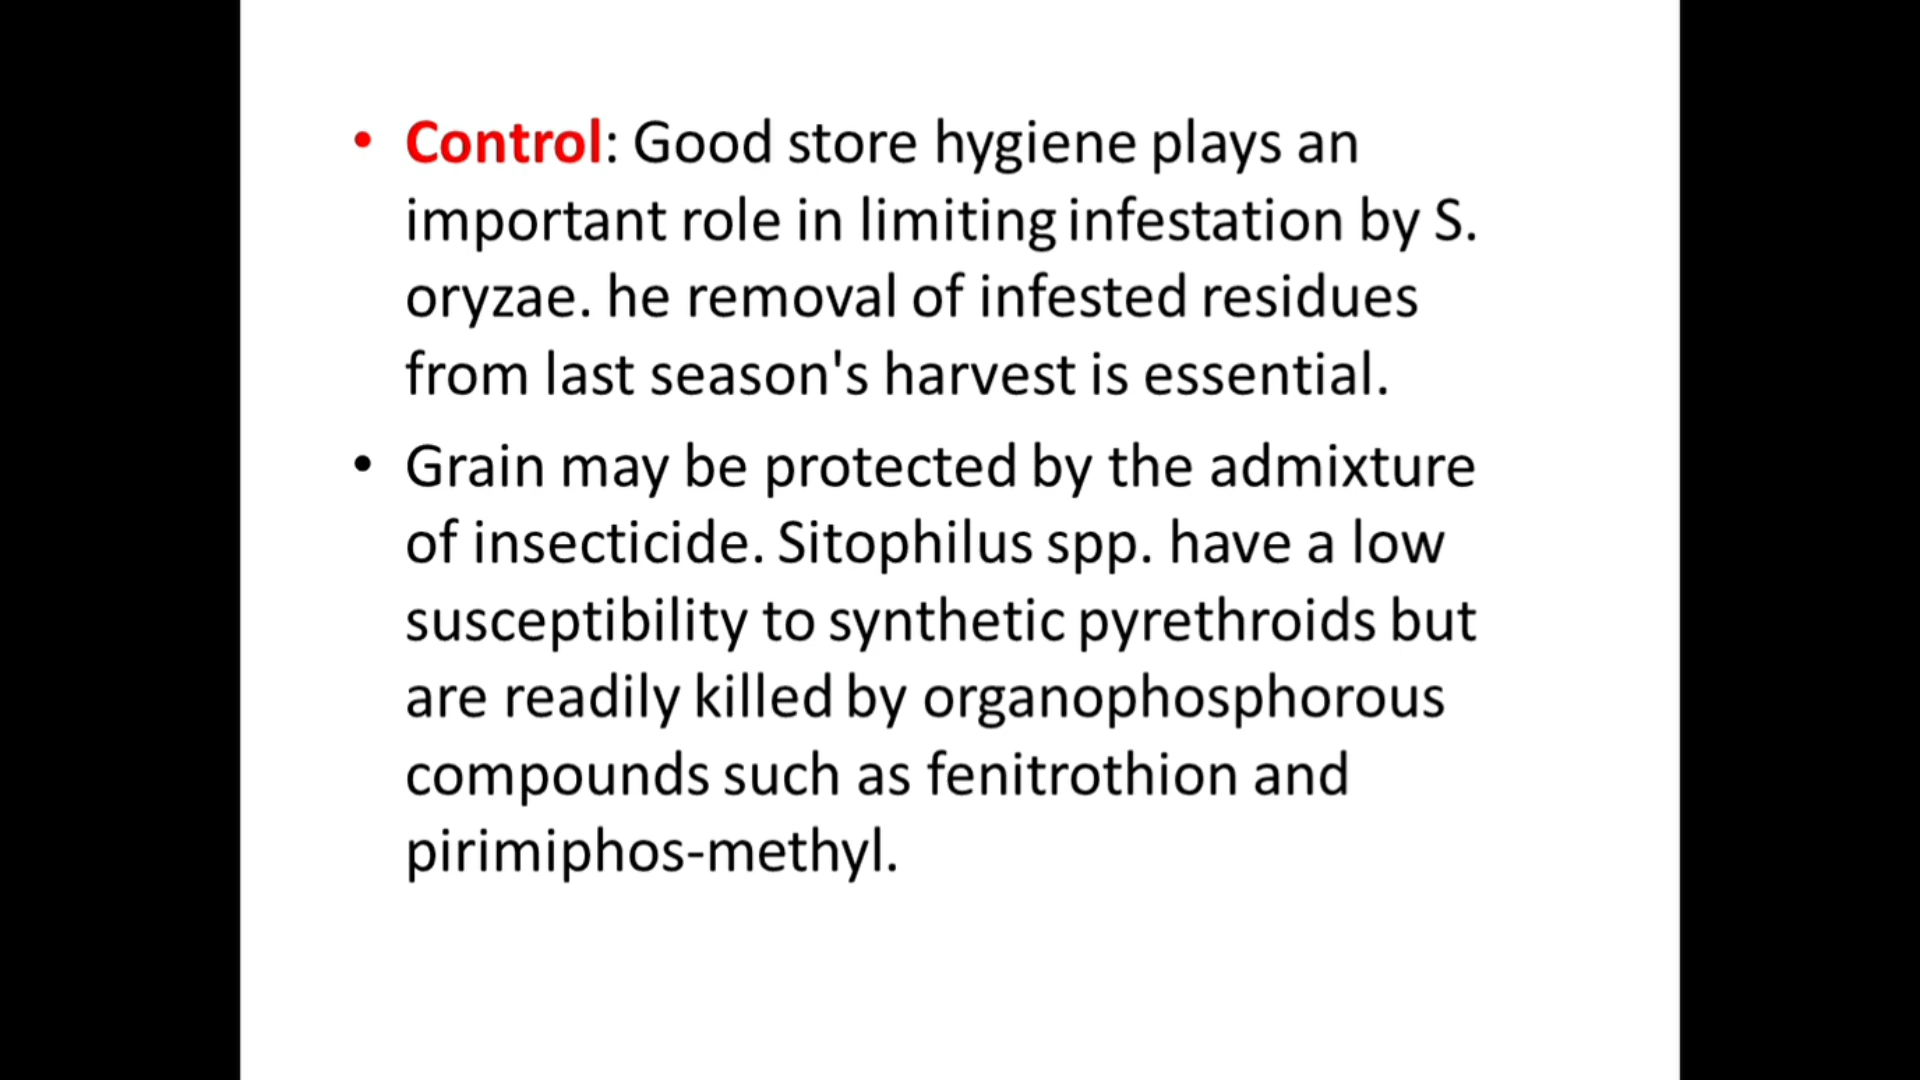 • Control: Good store hygiene plays an
important role in limiting infestation by S.
oryzae. he removal of infested residues
from last season's harvest is essential.
• Grain may be protected by the admixture
of insecticide. Sitophilus spp. have a low
susceptibility to synthetic pyrethroids but
are readily killed by organophosphorous
compounds such as fenitrothion and
pirimiphos-methyl.